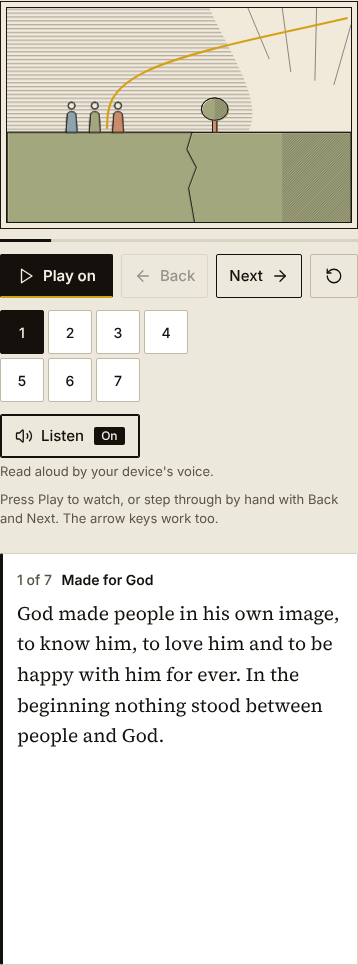 Play on
Back
Next
1
2
3
4
5
6
7
Listen On
Read aloud by your device's voice.
Press Play to watch, or step through by hand with Back
and Next. The arrow keys work too.
1 of 7 Made for God
God made people in his own image,
to know him, to love him and to be
happy with him for ever. In the
beginning nothing stood between
people and God.